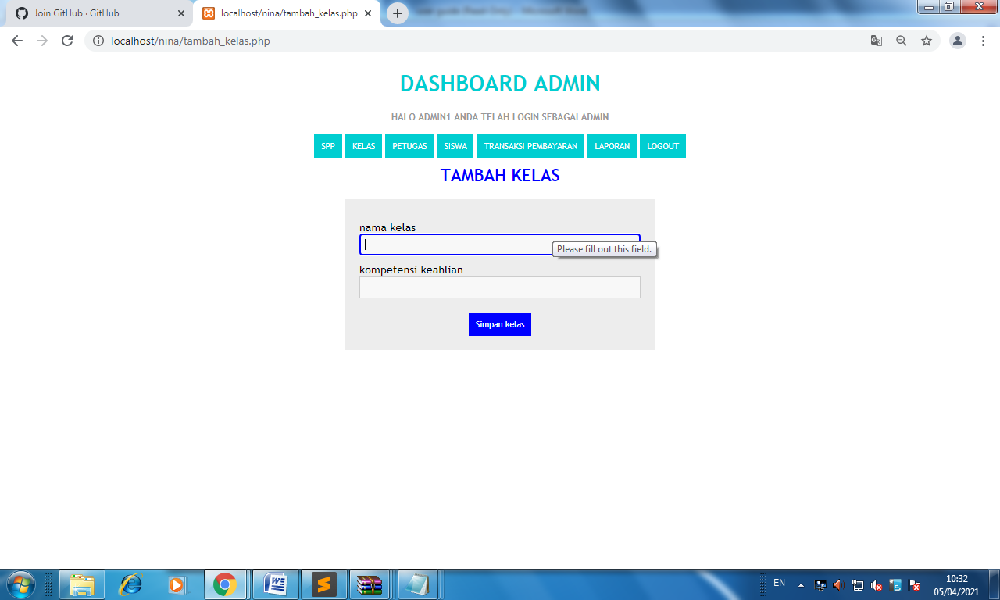 Join GitHub · GitHub
localhost/nina/tambah_kelas.php
localhost/nina/tambah_kelas.php
DASHBOARD ADMIN
HALO ADMIN1 ANDA TELAH LOGIN SEBAGAI ADMIN
SPP KELAS PETUGAS SISWA TRANSAKSI PEMBAYARAN LAPORAN LOGOUT
TAMBAH KELAS
nama kelas
Please fill out this field.
kompetensi keahlian
Simpan kelas
EN
10:32
05/04/2021